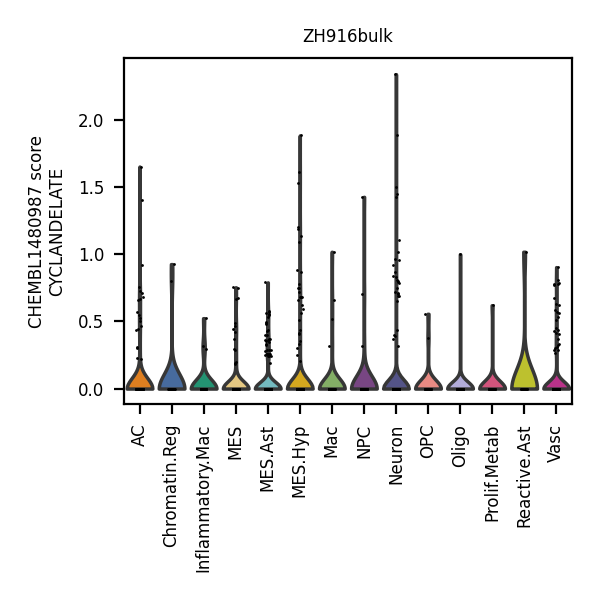 ZH916bulk
CHEMBL1480987 score
CYCLANDELATE
2.0
1.5
1.0
0.5
0.0
AC
Chromatin.Reg
Inflammatory.Mac
MES
MES.Ast
MES.Hyp
Mac
NPC
Neuron
OPC
Oligo
Prolif.Metab
Reactive.Ast
Vasc